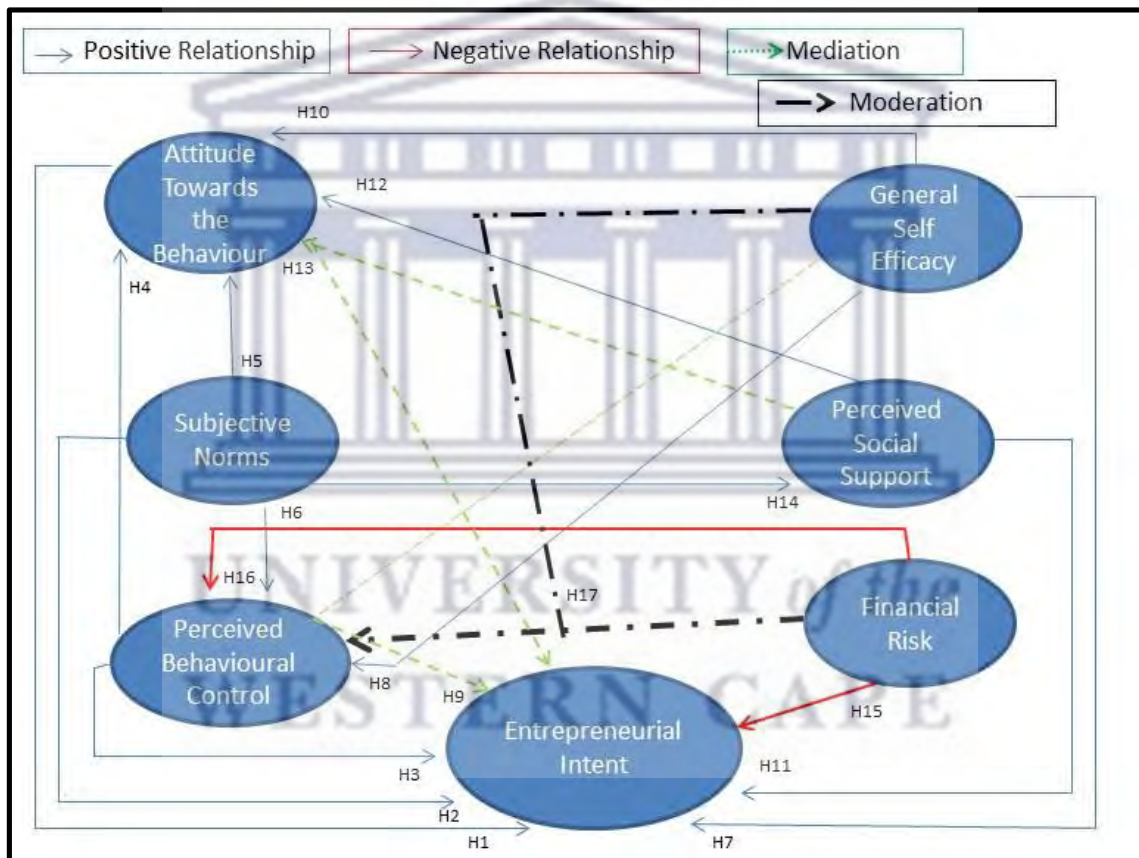 Positive Relationship
Negative Relationship
Mediation
Moderation
H10
Attitude
Towards
the
Behaviour
H12
General
Self
Efficacy
H13
H4
H5
Subjective
Norms
Perceived
Social
Support
H14
H6
UNIVERSITY of the
H16
H17
Financial
Risk
Perceived
Behavioural
Control
H8
H9
WESTERN CAPE
H15
Entrepreneurial
Intent
H3
H11
H2
H1
H7